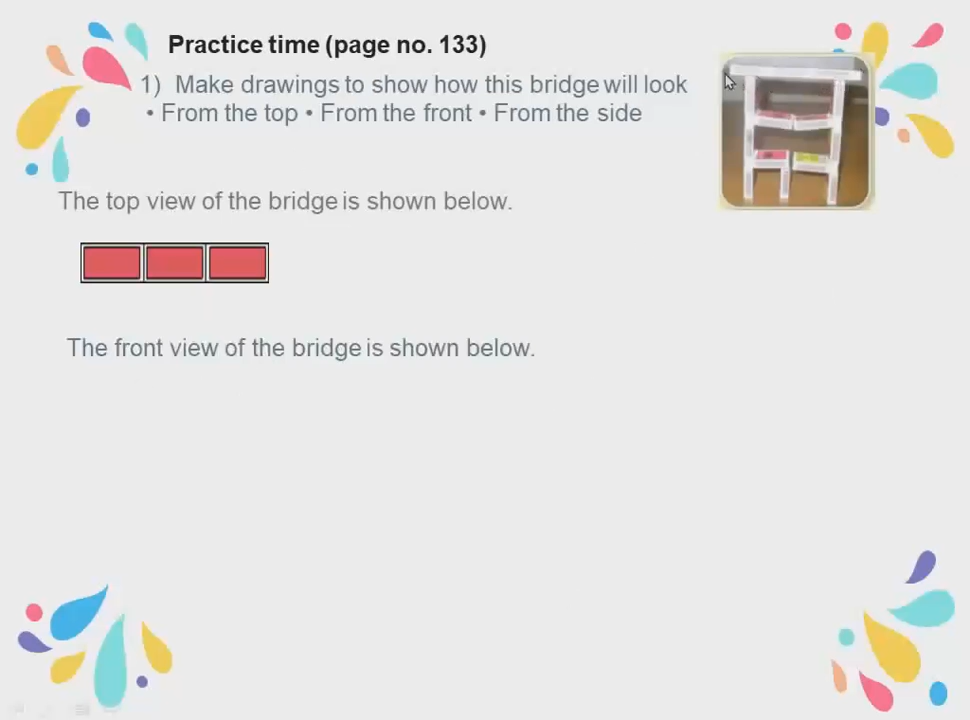 Practice time (page no. 133)
1) Make drawings to show how this bridge will look
• From the top • From the front • From the side
The top view of the bridge is shown below.
The front view of the bridge is shown below.